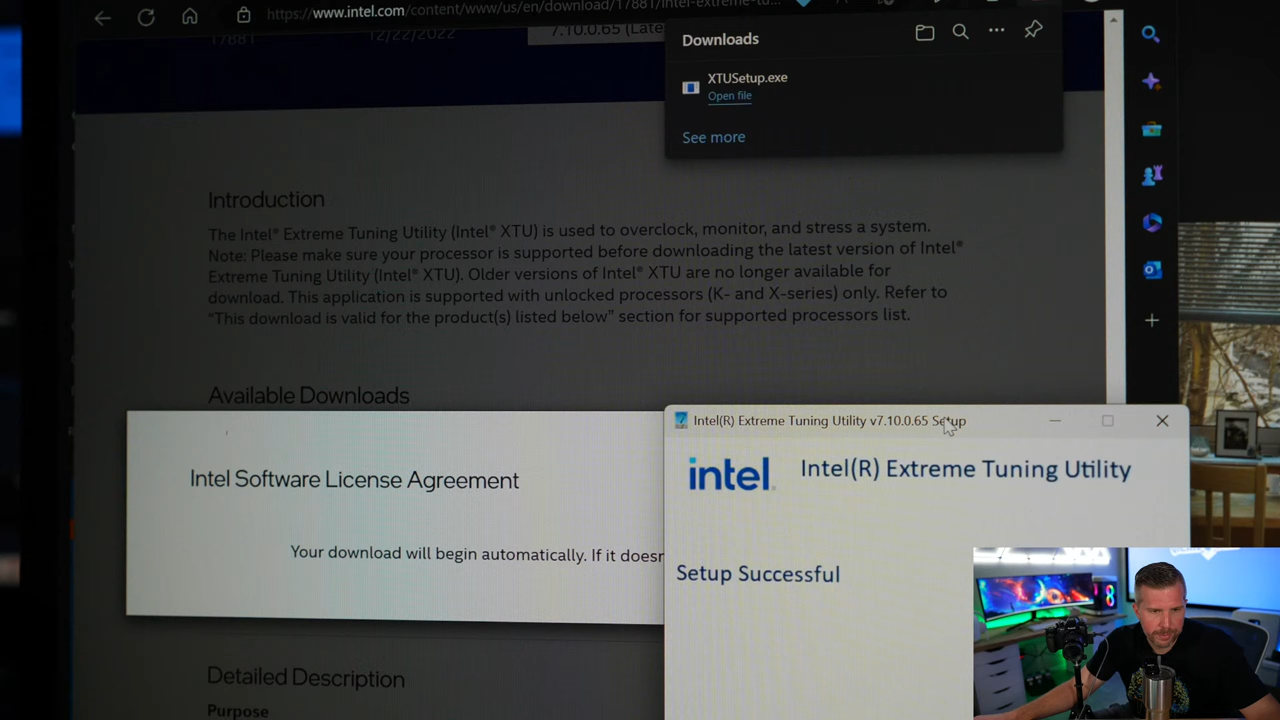 https://www.intel.com/content/www/us/en/download/17881/intel-extreme-tu...
17881 12/22/2022 7.10.0.65 (Late
Downloads
XTUSetup.exe
Open file
See more
Introduction
The Intel® Extreme Tuning Utility (Intel® XTU) is used to overclock, monitor, and stress a system.
Note: Please make sure your processor is supported before downloading the latest version of Intel®
Extreme Tuning Utility (Intel® XTU). Older versions of Intel® XTU are no longer available for
download. This application is supported with unlocked processors (K- and X-series) only. Refer to
“This download is valid for the product(s) listed below” section for supported processors list.
Available Downloads
Intel(R) Extreme Tuning Utility v7.10.0.65 Setup
intel Intel(R) Extreme Tuning Utility
Intel Software License Agreement
Your download will begin automatically. If it doesn
Setup Successful
Detailed Description
Purpose